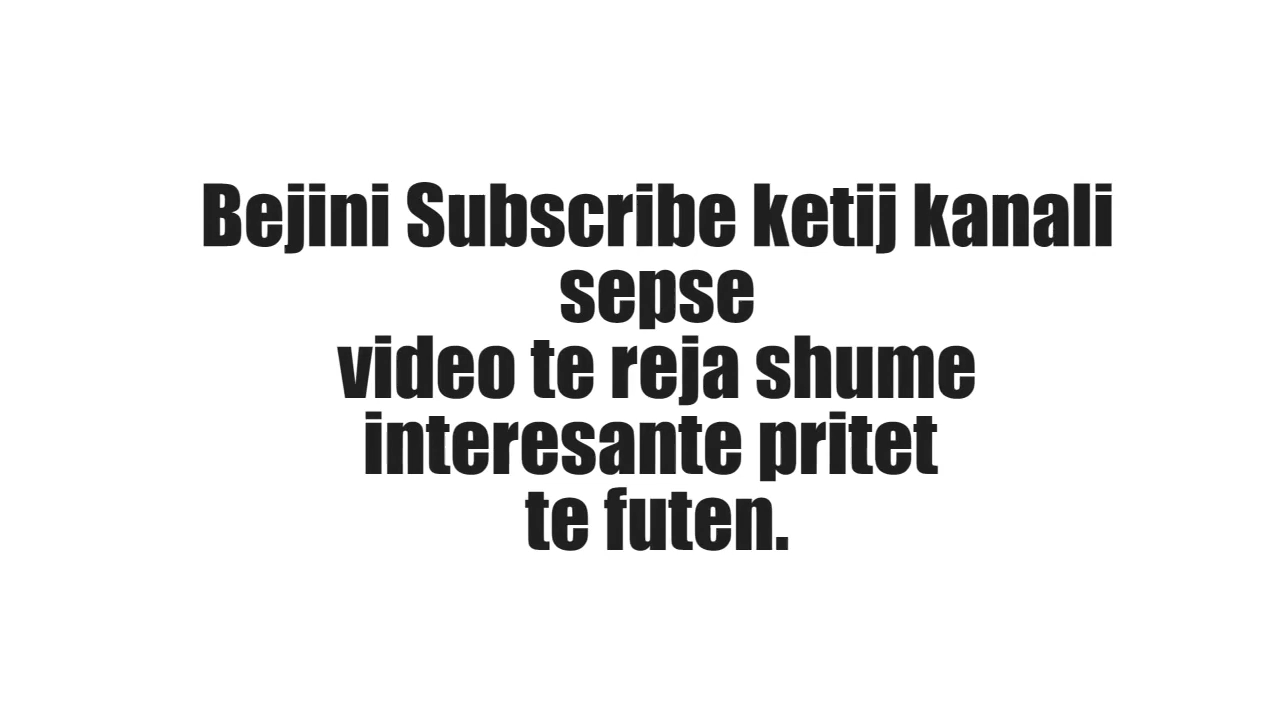 Bejini Subscribe ketij kanali
sepse
video te reja shume
interesante pritet
te futen.